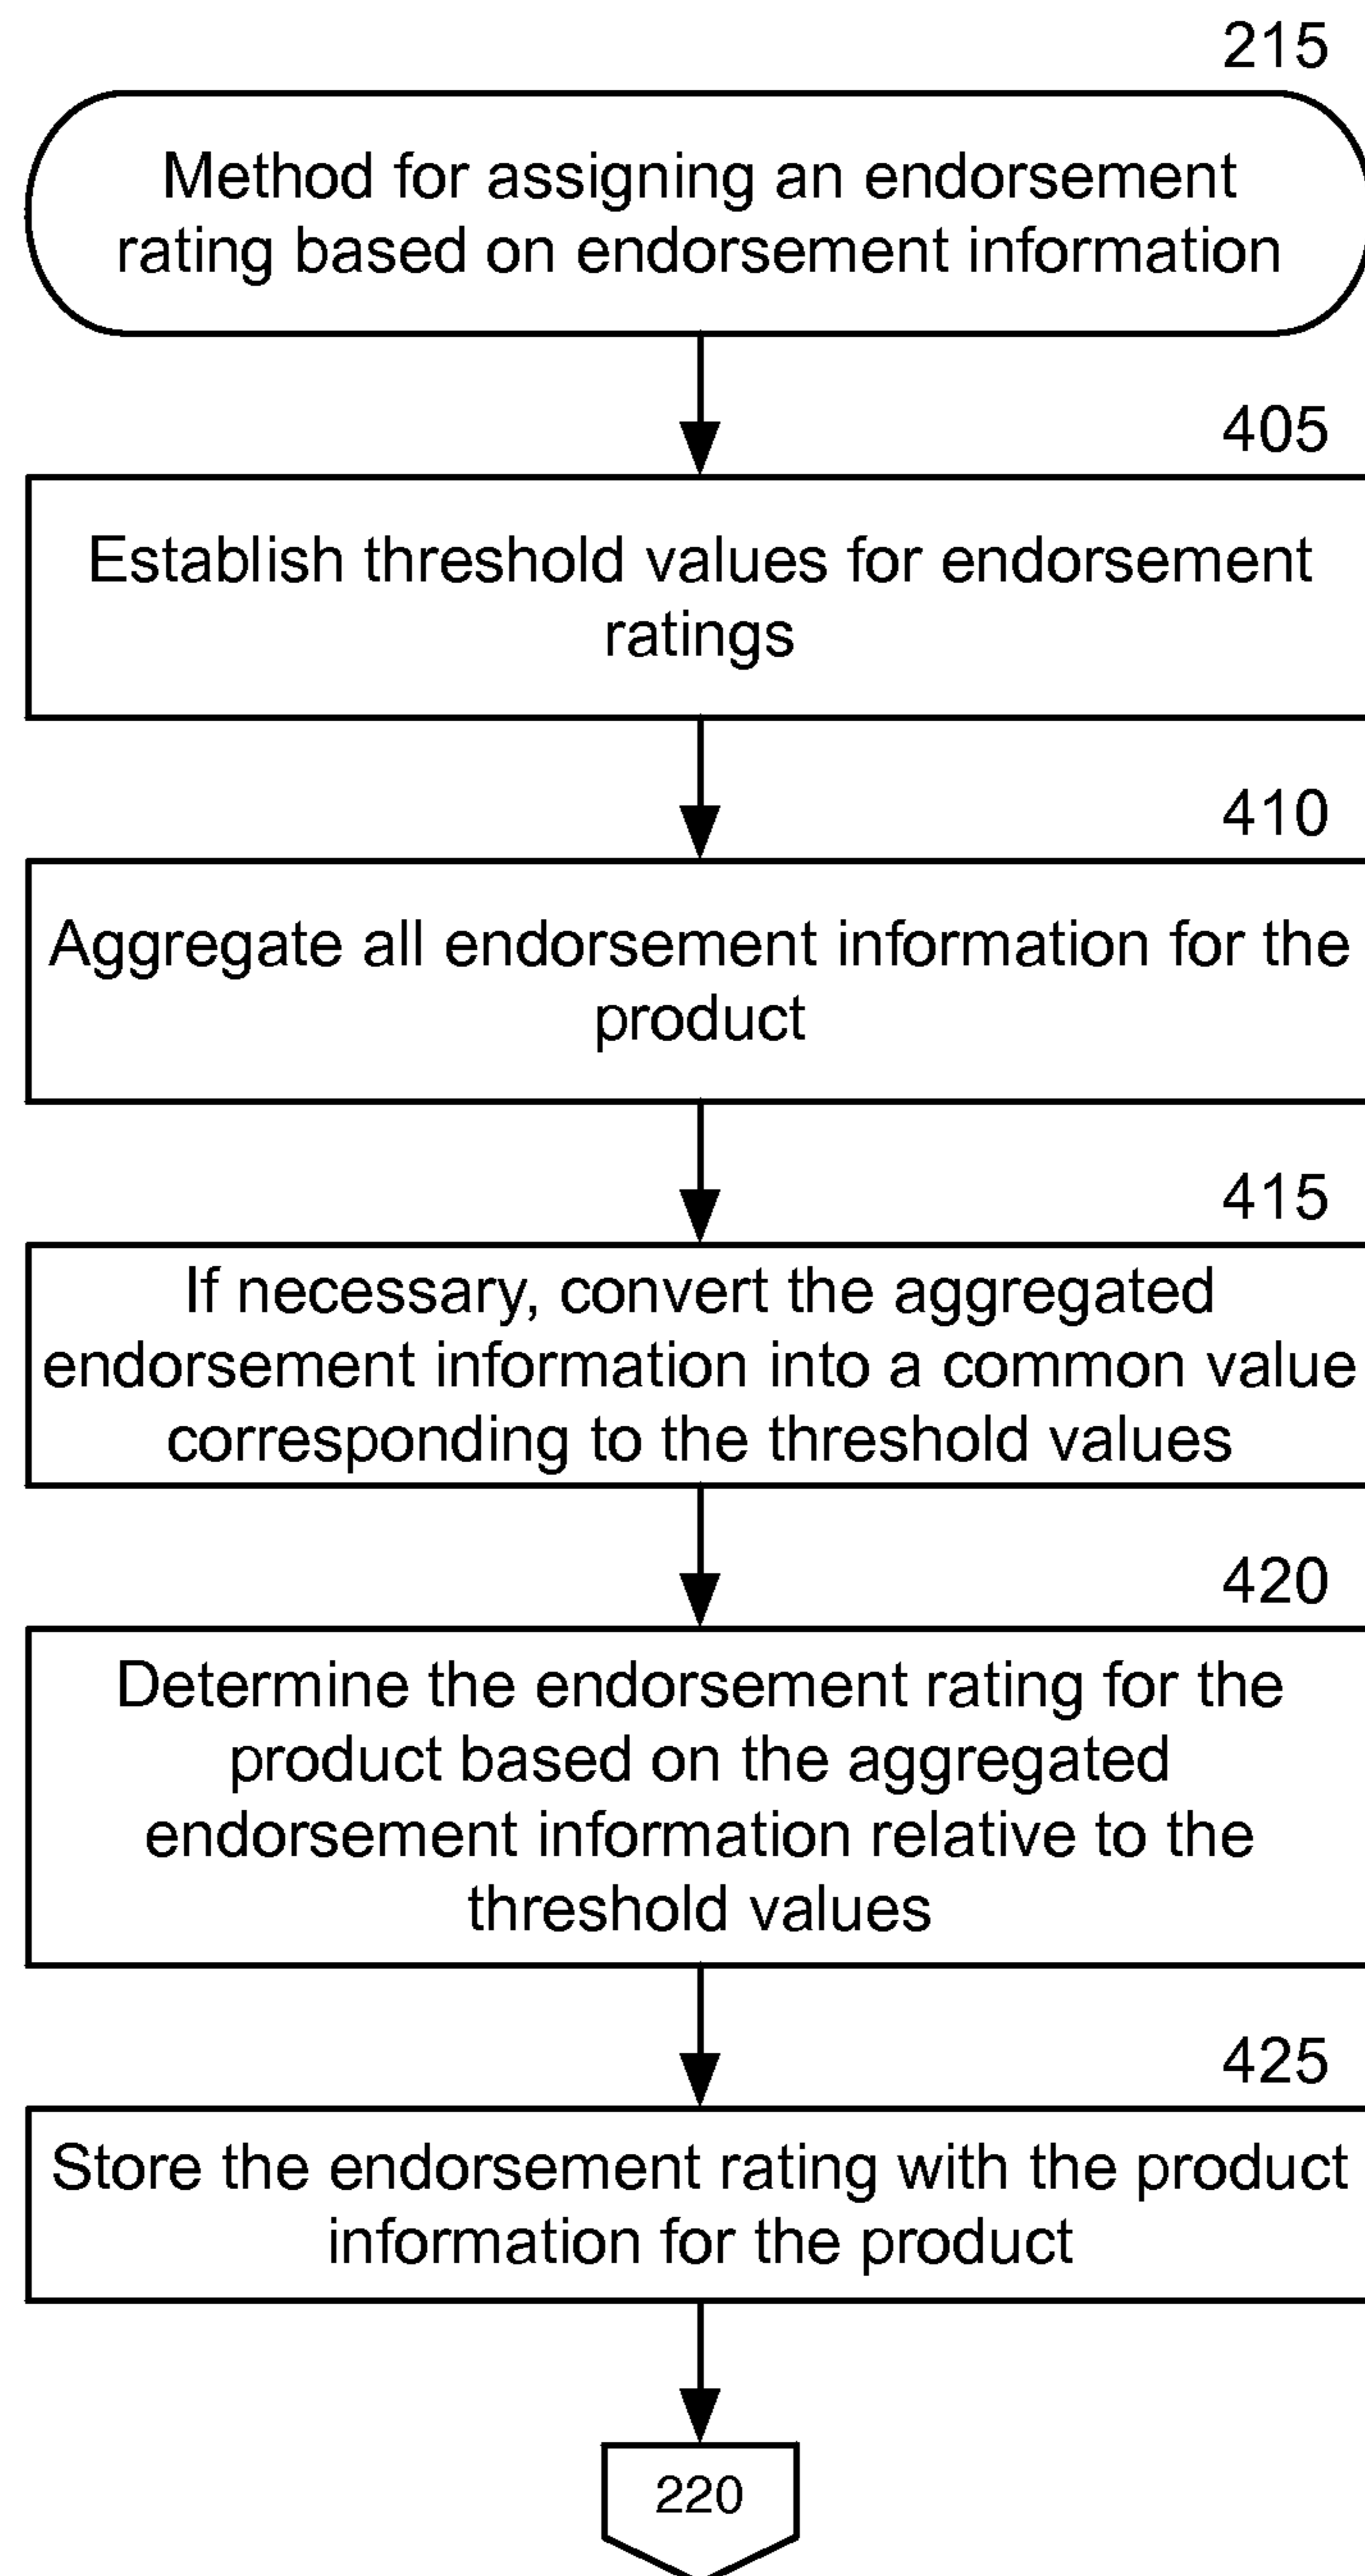 215
Method for assigning an endorsement
rating based on endorsement information
405
Establish threshold values for endorsement
ratings
410
Aggregate all endorsement information for the
product
415
If necessary, convert the aggregated
endorsement information into a common value
corresponding to the threshold values
420
Determine the endorsement rating for the
product based on the aggregated
endorsement information relative to the
threshold values
425
Store the endorsement rating with the product
information for the product
220